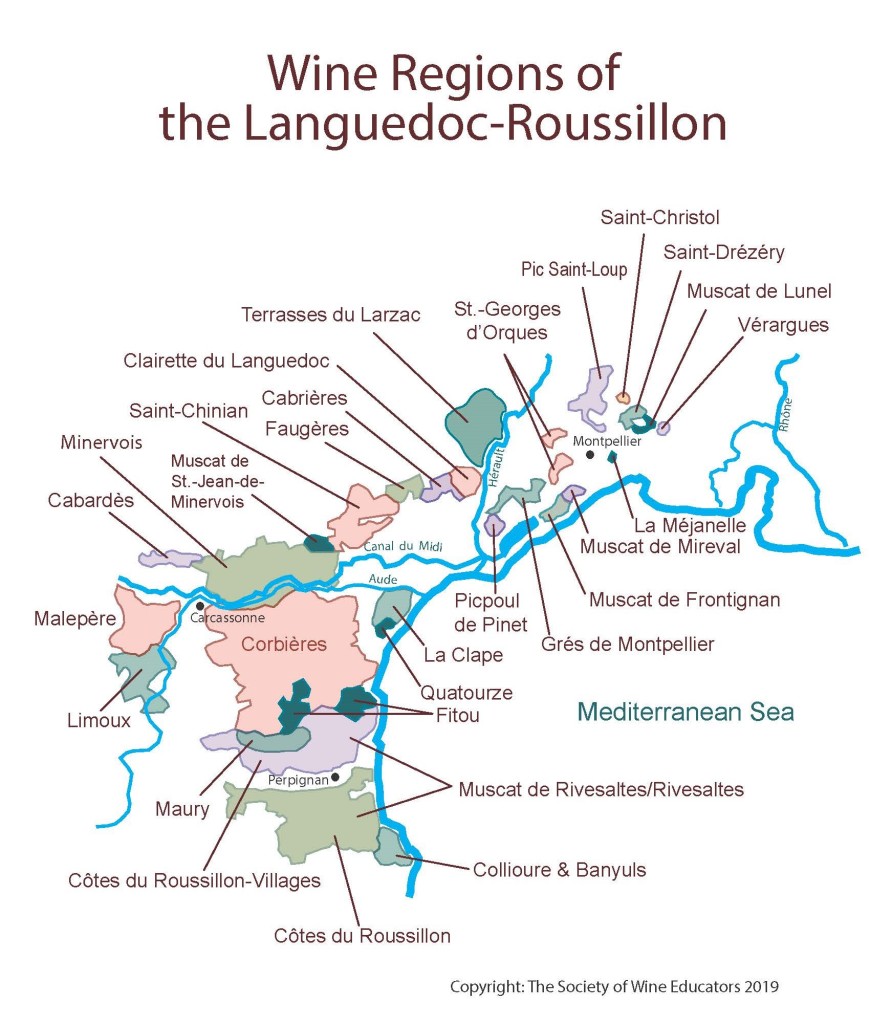 Wine Regions of
the Languedoc-Roussillon
Saint-Christol
Saint-Drézéry
Pic Saint-Loup
Muscat de Lunel
St.-Georges
d'Orques
Terrasses du Larzac
Vérargues
Clairette du Languedoc
Cabrières
Saint-Chinian
Faugères
Minervois
Muscat de
St.-Jean-de-
Minervois
Cabardès
Rhône
Montpellier
Hérault
La Méjanelle
Canal du Midi
Muscat de Mireval
Aude
Picpoul
de Pinet
Muscat de Frontignan
Malepère
Carcassonne
Corbières
Grés de Montpellier
La Clape
Quatourze
Fitou
Limoux
Mediterranean Sea
Perpignan
Maury
Muscat de Rivesaltes/Rivesaltes
Côtes du Roussillon-Villages
Collioure & Banyuls
Côtes du Roussillon
Copyright: The Society of Wine Educators 2019